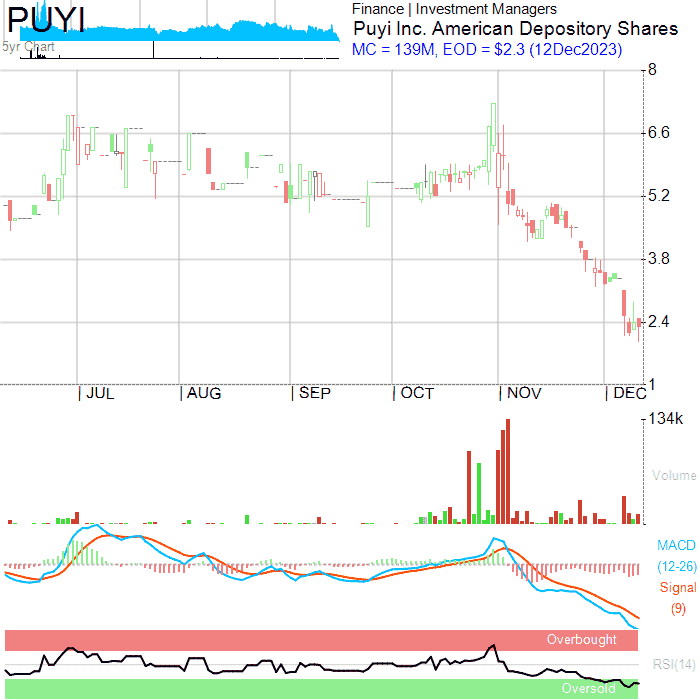 PUYI
5yr Chart
Finance | Investment Managers
Puyi Inc. American Depository Shares
MC = 139M, EOD = $2.3 (12Dec2023)
8
6.6
5.2
3.8
2.4
1
| JUL | AUG | SEP | OCT | NOV | DEC
134k
Volume
MACD
(12-26)
Signal
(9)
Overbought
RSI(14)
Oversold